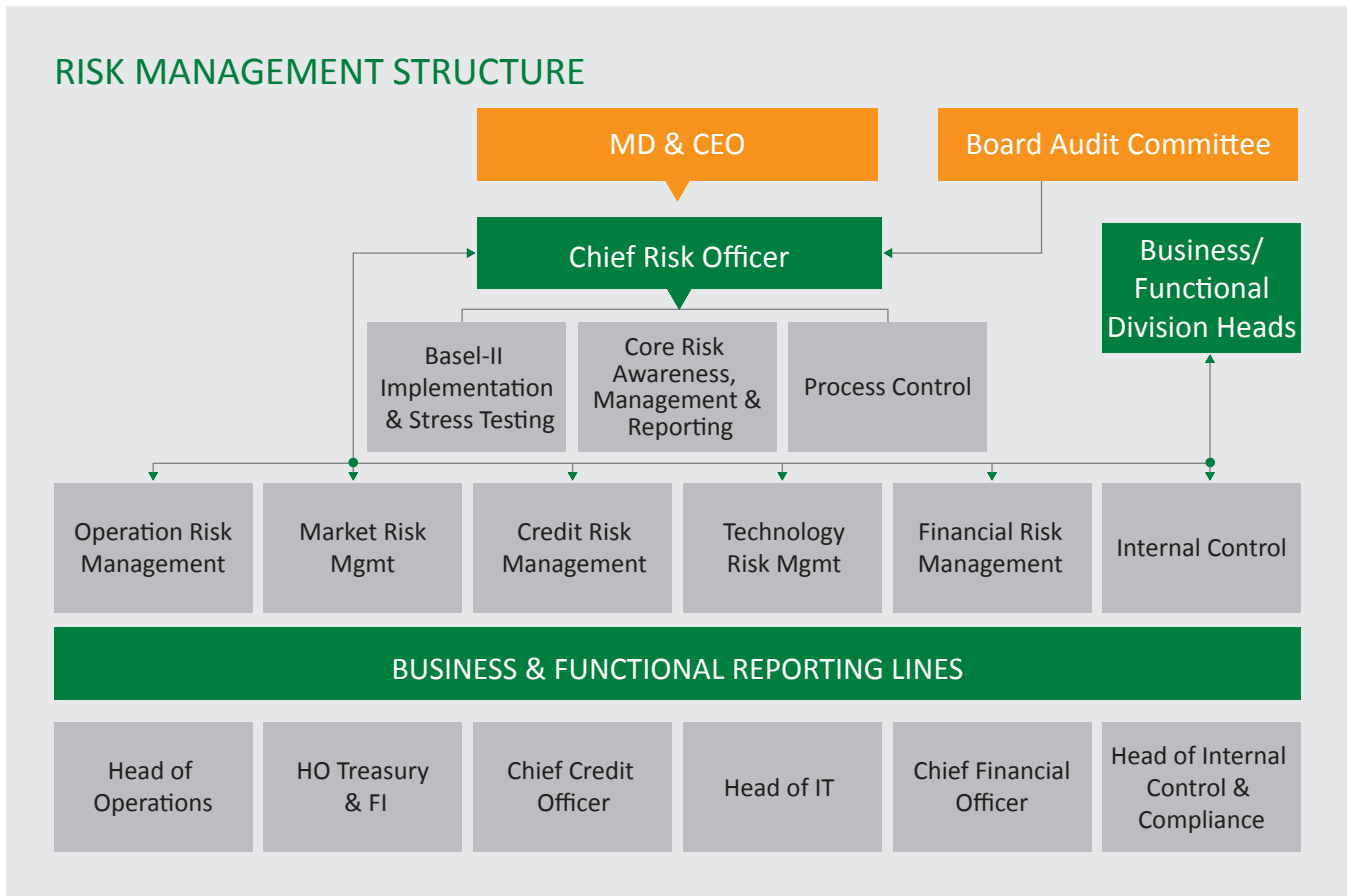 RISK MANAGEMENT STRUCTURE
MD & CEO
Board Audit Committee
Chief Risk Officer
Business/
Functional
Division Heads
Basel-II
Implementation
& Stress Testing
Core Risk
Awareness,
Management &
Reporting
Process Control
Operation Risk
Management
Market Risk
Mgmt
Credit Risk
Management
Technology
Risk Mgmt
Financial Risk
Management
Internal Control
BUSINESS & FUNCTIONAL REPORTING LINES
Head of
Operations
HO Treasury
& FI
Chief Credit
Officer
Head of IT
Chief Financial
Officer
Head of Internal
Control &
Compliance